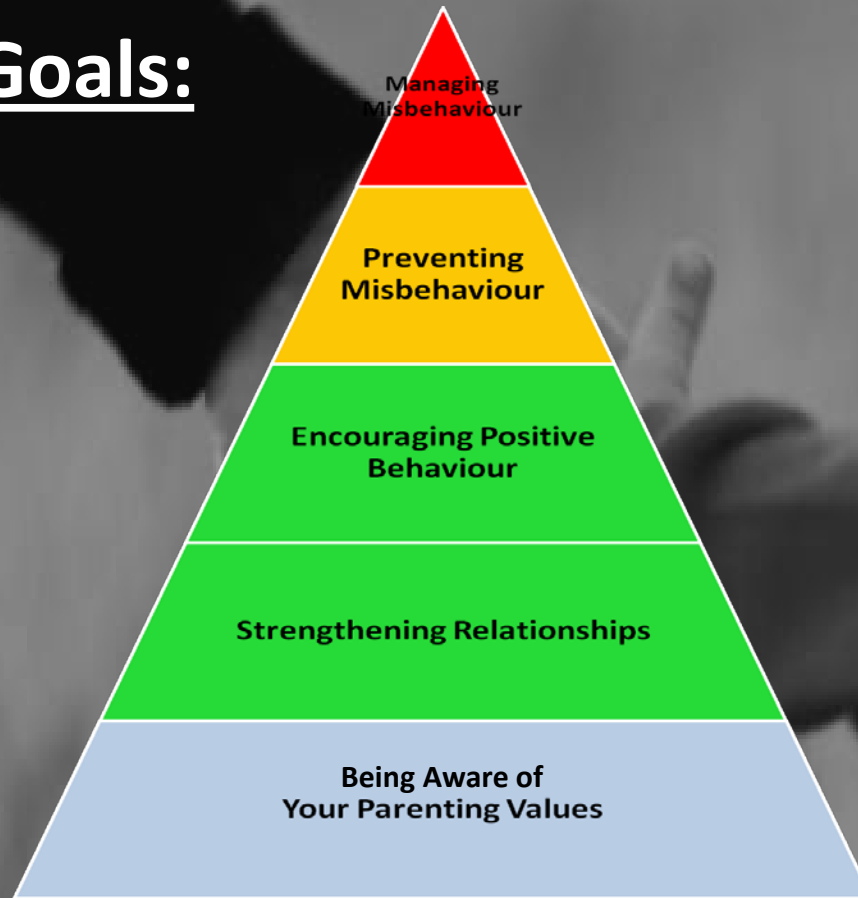 Goals:
Managing
Misbehaviour
Preventing
Misbehaviour
Encouraging Positive
Behaviour
Strengthening Relationships
Being Aware of
Your Parenting Values